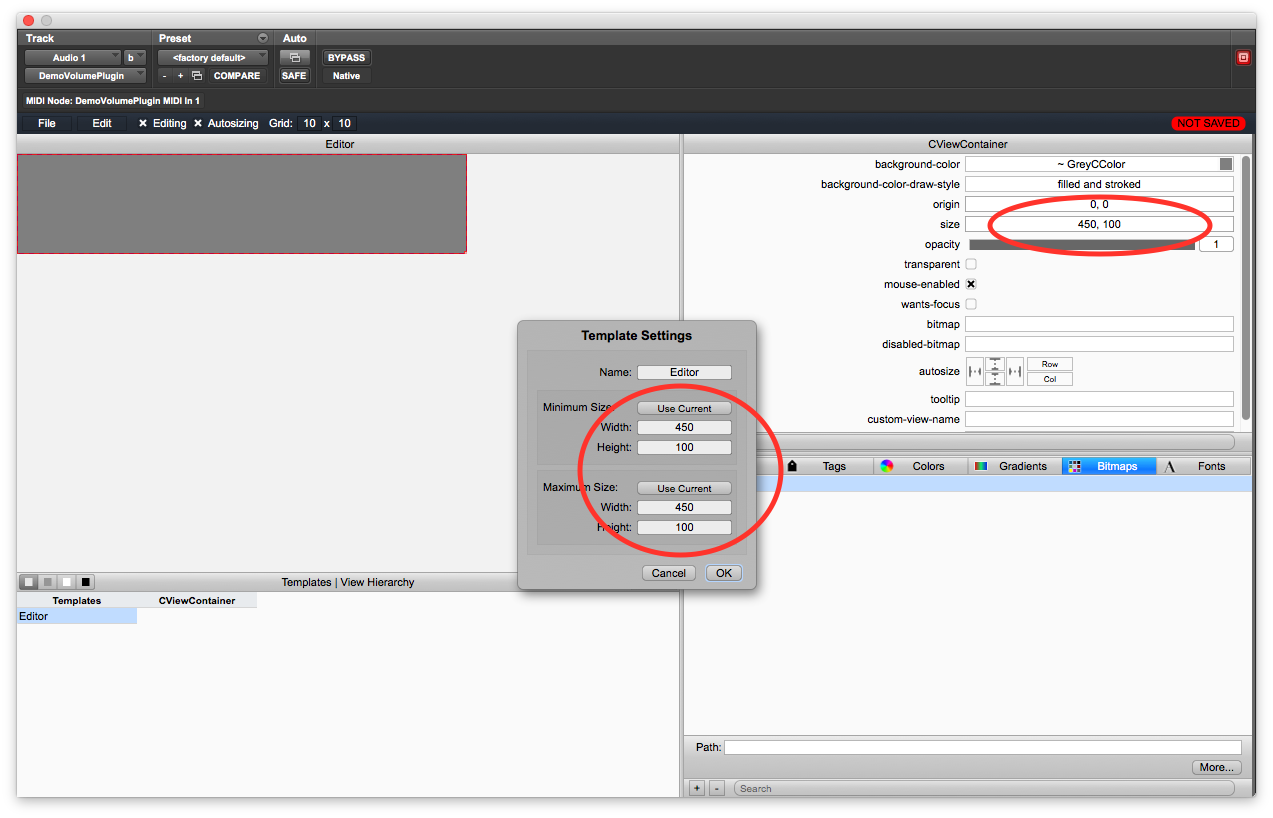 Track
Preset
Auto
Audio 1
b
<factory default>
BYPASS
DemoVolumePlugin
- + COMPARE
SAFE
Native
MIDI Node: DemoVolumePlugin MIDI In 1
File Edit Editing Autosizing Grid: 10 x 10
NOT SAVED
Editor
CViewContainer
background-color ~ GreyCColor
background-color-draw-style filled and stroked
origin 0, 0
size 450, 100
opacity 1
transparent
mouse-enabled
wants-focus
bitmap
disabled-bitmap
autosize Row
Col
tooltip
custom-view-name
Template Settings
Name: Editor
Minimum Size: Use Current
Width: 450
Height: 100
Maximum Size: Use Current
Width: 450
Height: 100
Cancel OK
Tags Colors Gradients Bitmaps Fonts
Templates | View Hierarchy
Templates CViewContainer
Editor
Path:
More...
+ - Search